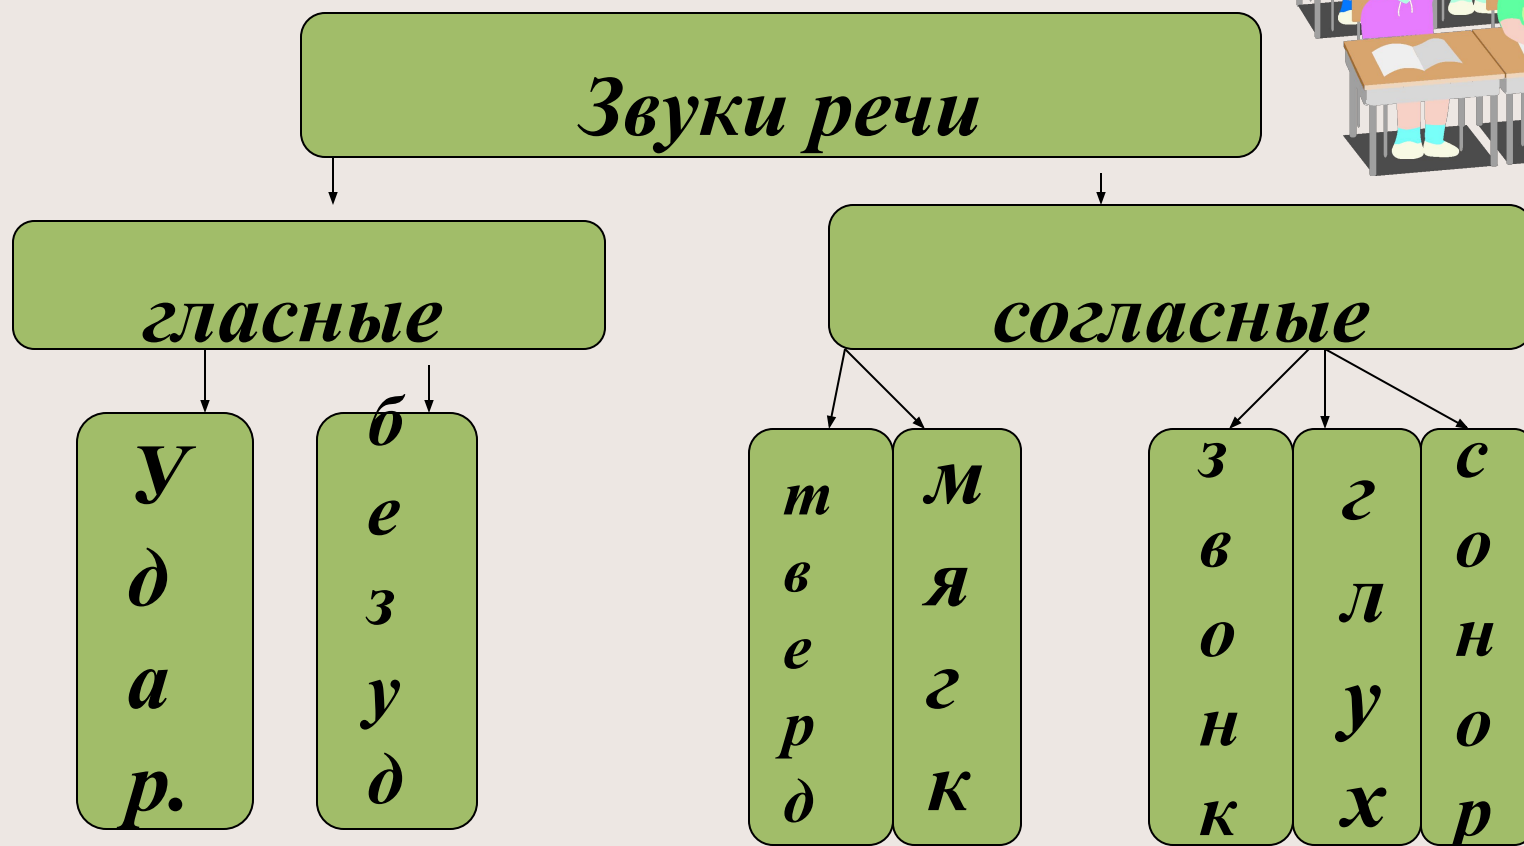 Звуки речи
гласные
согласные
Удар.
безуд
тверд
мягк
звонк
глух
сонор